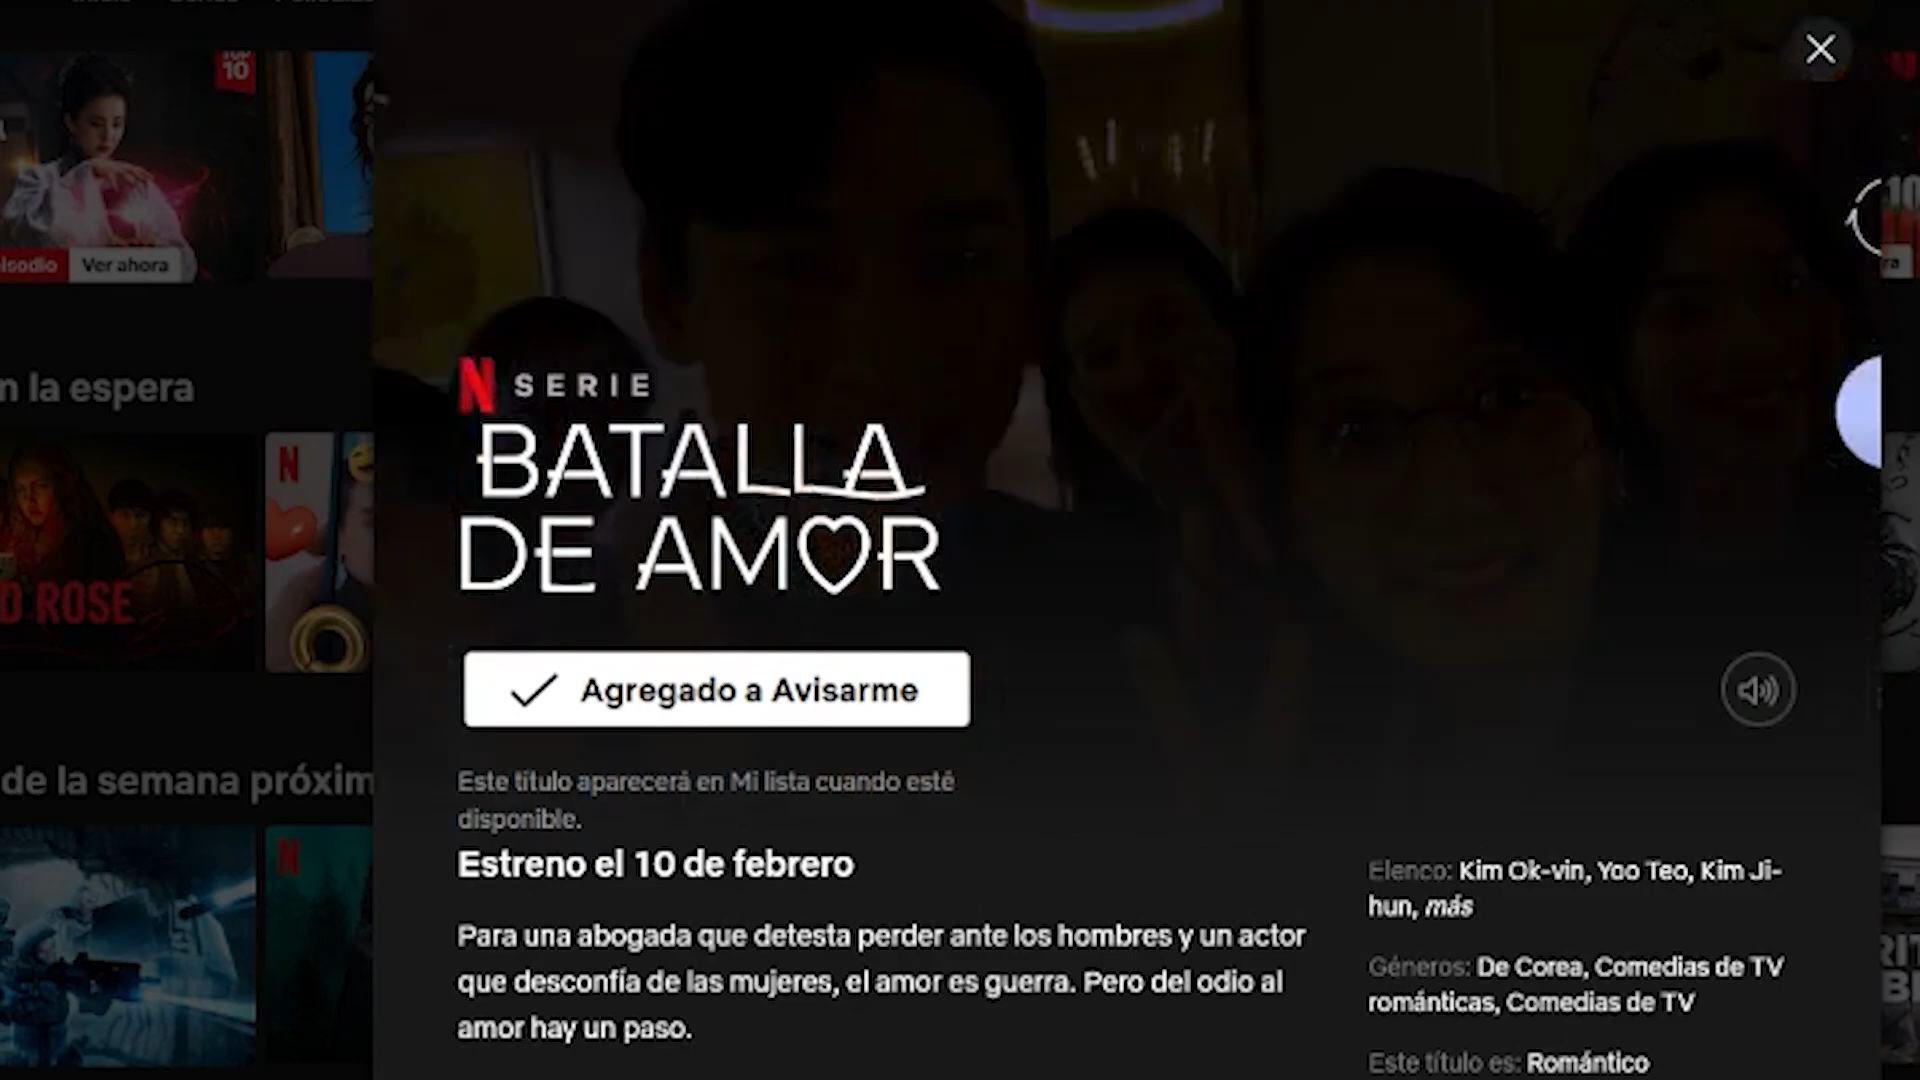 TOP
10
Ver ahora
n la espera
SERIE
BATALLA
DE AMOR
ROSE
Agregado a Avisarme
de la semana próxim
Este título aparecerá en Mi lista cuando esté
disponible.
Estreno el 10 de febrero
Para una abogada que detesta perder ante los hombres y un actor
que desconfía de las mujeres, el amor es guerra. Pero del odio al
amor hay un paso.
Elenco: Kim Ok-vin, Yoo Teo, Kim Ji-
hun, más
Géneros: De Corea, Comedias de TV
románticas, Comedias de TV
Este título es: Romántico